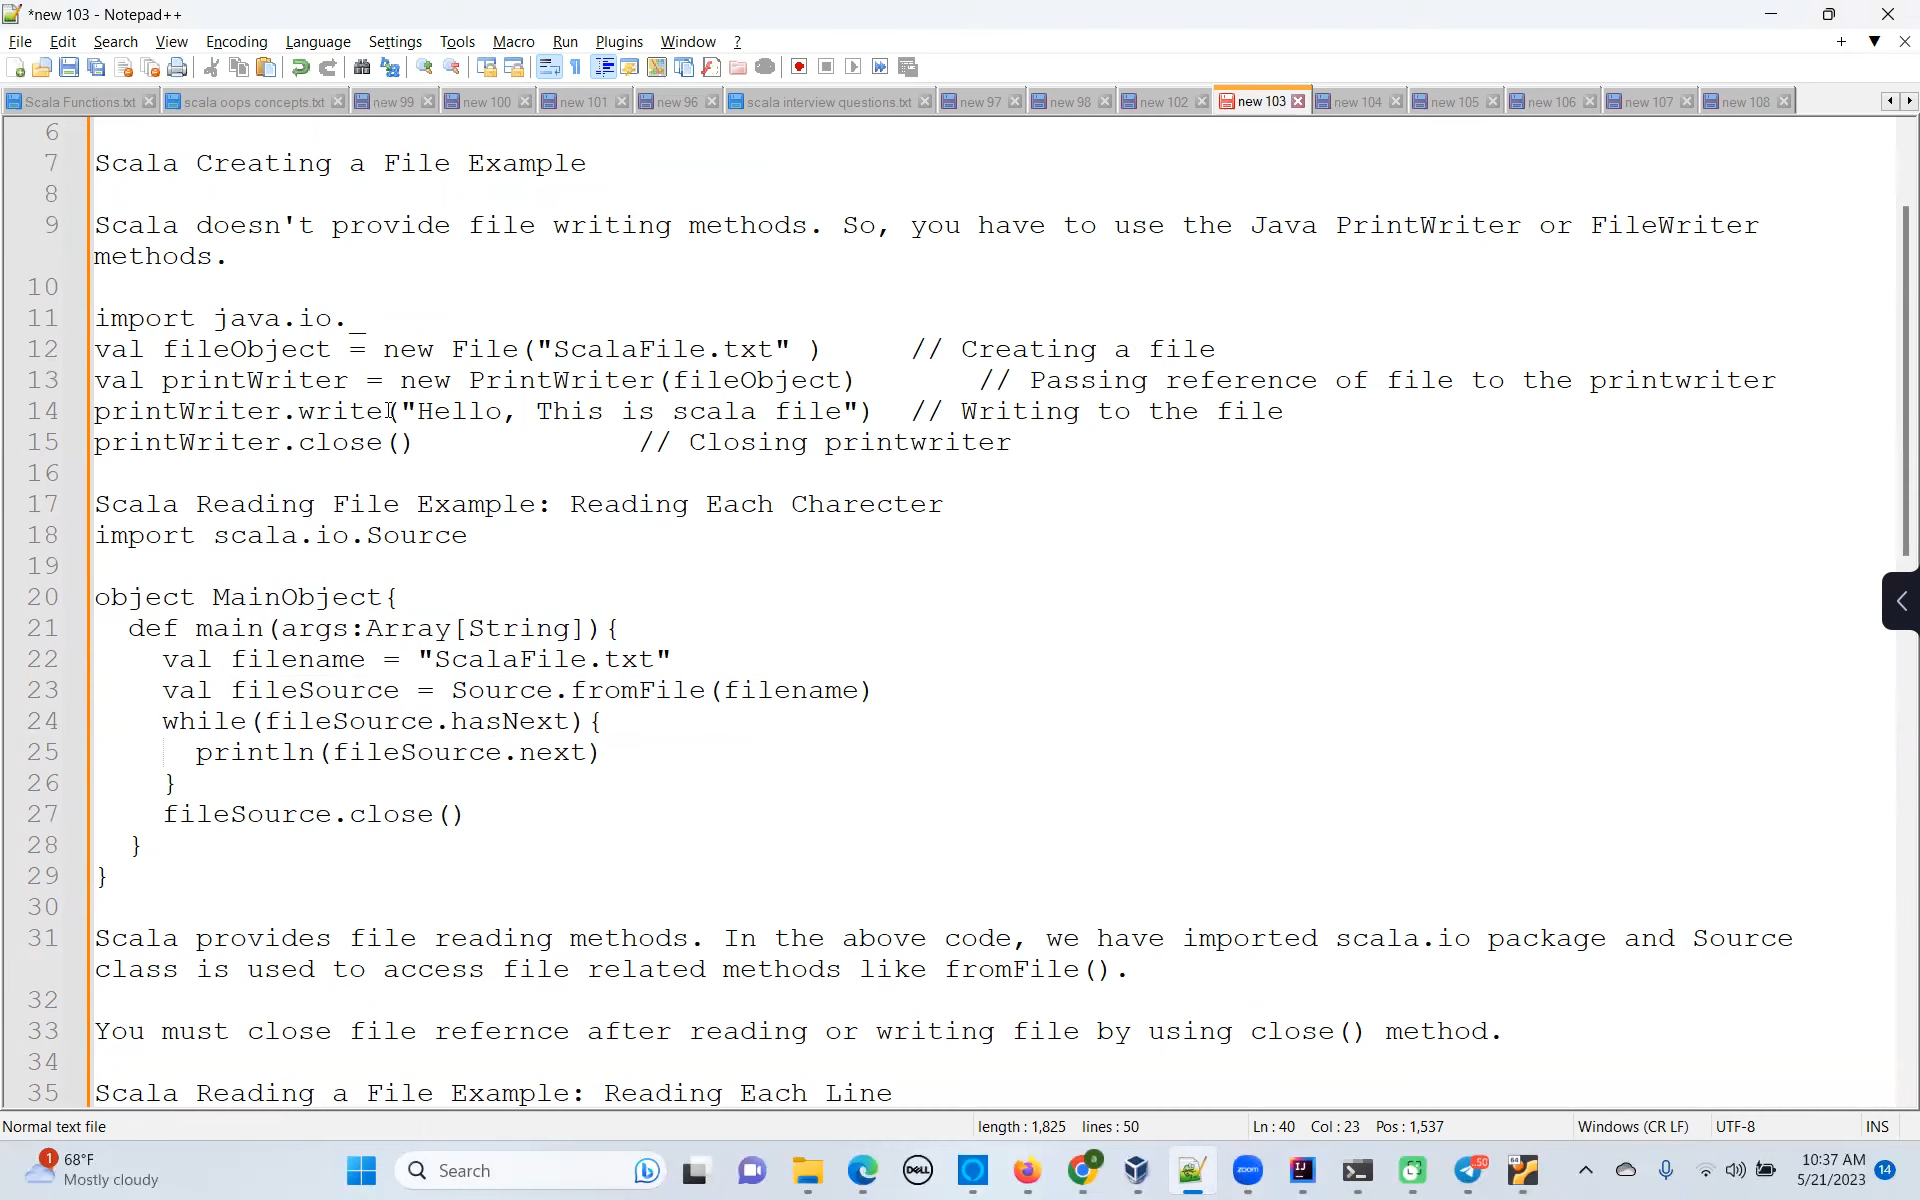 *new 103 - Notepad++
File Edit Search View Encoding Language Settings Tools Macro Run Plugins Window ?
Scala Functions.txt scala oops concepts.txt new 99 new 100 new 101 new 96 scala interview questions.txt new 97 new 98 new 102 new 103 new 104 new 105 new 106 new 107 new 108
6
7 Scala Creating a File Example
8
9 Scala doesn't provide file writing methods. So, you have to use the Java PrintWriter or FileWriter
methods.
10
11 import java.io._
12 val fileObject = new File("ScalaFile.txt" ) // Creating a file
13 val printWriter = new PrintWriter(fileObject) // Passing reference of file to the printwriter
14 printWriter.write("Hello, This is scala file") // Writing to the file
15 printWriter.close() // Closing printwriter
16
17 Scala Reading File Example: Reading Each Charecter
18 import scala.io.Source
19
20 object MainObject{
21 def main(args:Array[String]){
22 val filename = "ScalaFile.txt"
23 val fileSource = Source.fromFile(filename)
24 while(fileSource.hasNext){
25 println(fileSource.next)
26 }
27 fileSource.close()
28 }
29 }
30
31 Scala provides file reading methods. In the above code, we have imported scala.io package and Source
class is used to access file related methods like fromFile().
32
33 You must close file refernce after reading or writing file by using close() method.
34
35 Scala Reading a File Example: Reading Each Line
Normal text file length : 1,825 lines : 50 Ln : 40 Col : 23 Pos : 1,537 Windows (CR LF) UTF-8 INS
1 68°F
Mostly cloudy
Search
DELL
zoom
IJ
50
64
10:37 AM
5/21/2023
14